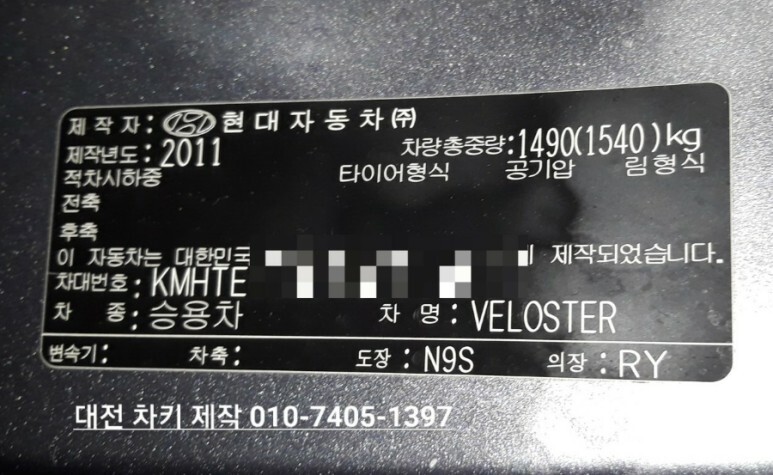 제작자: 현대자동차㈜
제작년도: 2011 차량총중량: 1490(1540)kg
적차시하중 타이어형식 공기압 림형식
전축
후축
이 자동차는 대한민국 제작되었습니다.
차대번호: KMHTE
차 종: 승용차 차 명: VELOSTER
변속기: 차축: 도장: N9S 의장: RY
대전 차키 제작 010-7405-1397